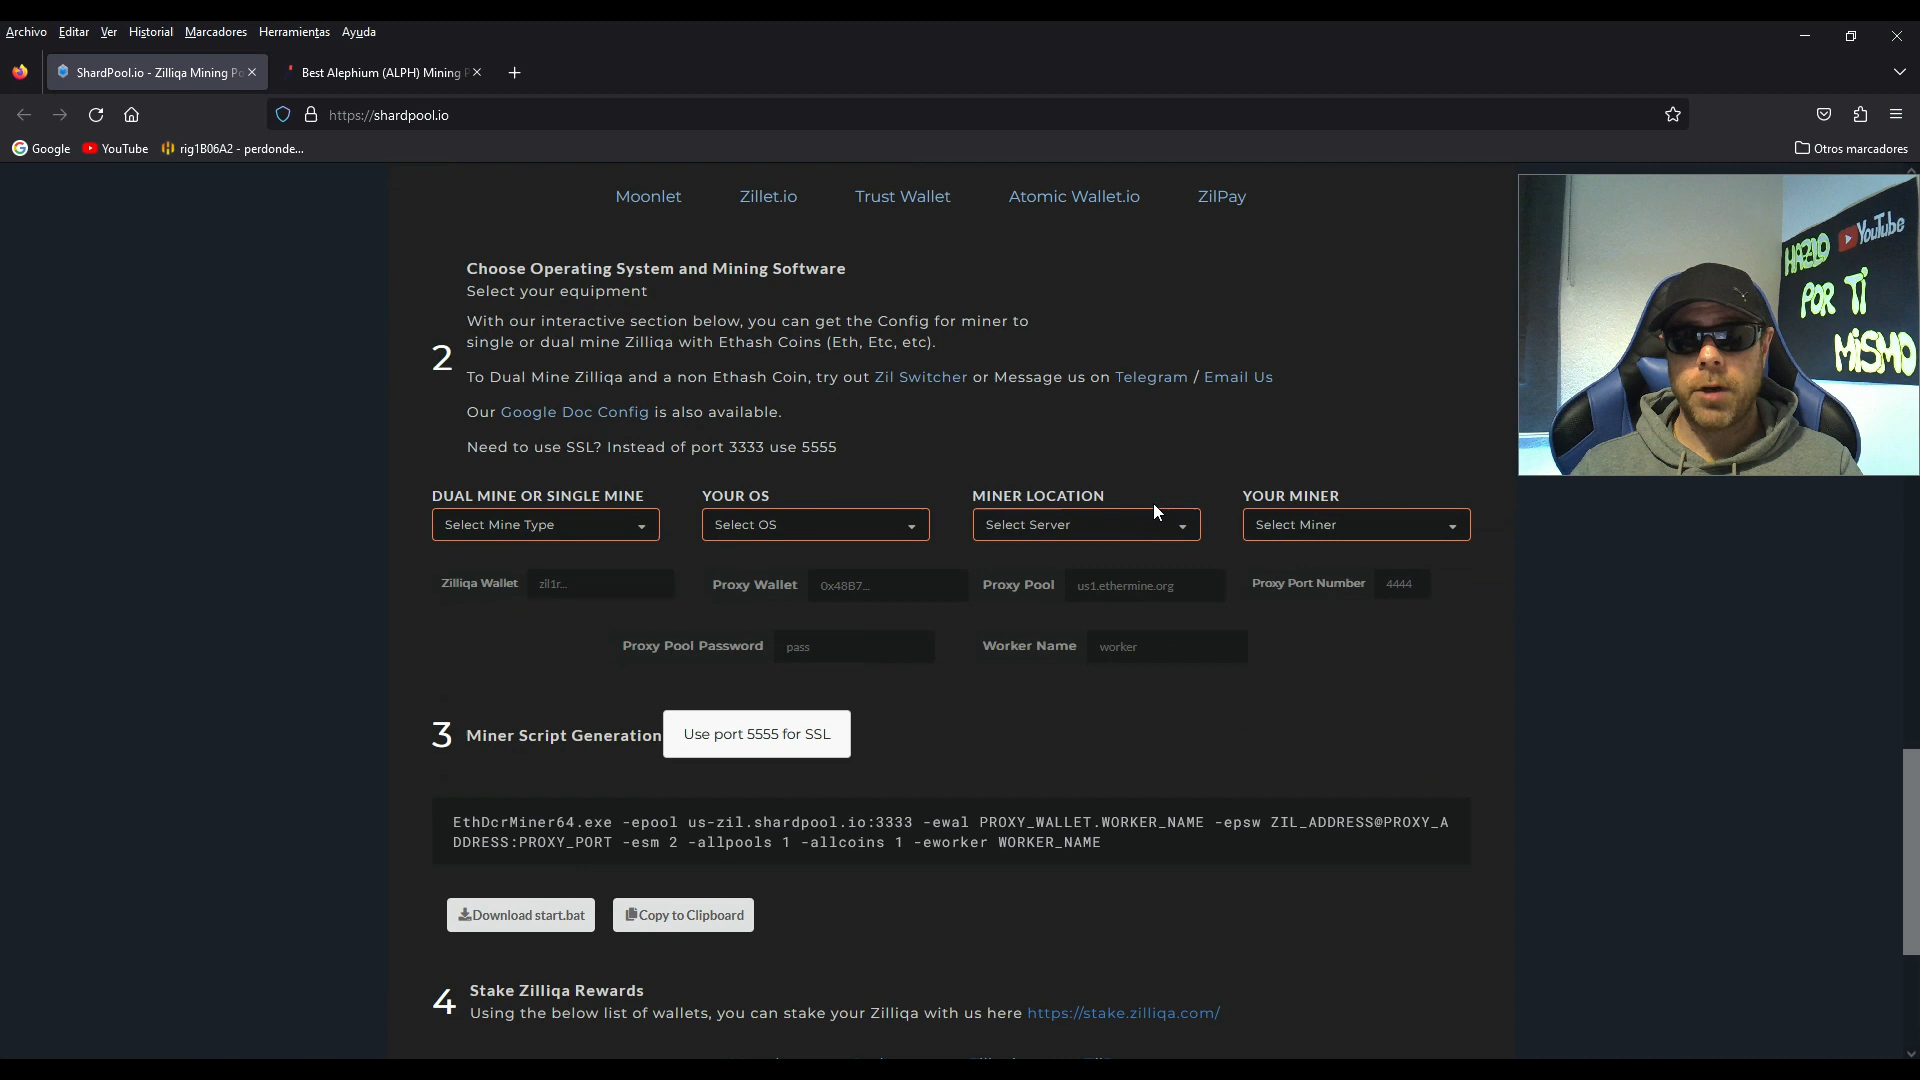 Archivo Editar Ver Historial Marcadores Herramientas Ayuda
ShardPool.io - Zilliqa Mining Po
Best Alephium (ALPH) Mining P
https://shardpool.io
Google YouTube rig1B06A2 - perdonde... Otros marcadores
Moonlet Zillet.io Trust Wallet Atomic Wallet.io ZilPay
HAZLO YouTube
POR TI
MISMO
Choose Operating System and Mining Software
Select your equipment
With our interactive section below, you can get the Config for miner to
single or dual mine Zilliqa with Ethash Coins (Eth, Etc, etc).
2
To Dual Mine Zilliqa and a non Ethash Coin, try out Zil Switcher or Message us on Telegram / Email Us
Our Google Doc Config is also available.
Need to use SSL? Instead of port 3333 use 5555
DUAL MINE OR SINGLE MINE YOUR OS MINER LOCATION YOUR MINER
Select Mine Type Select OS Select Server Select Miner
Zilliqa Wallet zil1r... Proxy Wallet 0x48B7... Proxy Pool us1.ethermine.org Proxy Port Number 4444
Proxy Pool Password pass Worker Name worker
3 Miner Script Generation Use port 5555 for SSL
EthDcrMiner64.exe -epool us-zil.shardpool.io:3333 -ewal PROXY_WALLET.WORKER_NAME -epsw ZIL_ADDRESS@PROXY_A
DDRESS:PROXY_PORT -esm 2 -allpools 1 -allcoins 1 -eworker WORKER_NAME
Download start.bat Copy to Clipboard
4 Stake Zilliqa Rewards
Using the below list of wallets, you can stake your Zilliqa with us here https://stake.zilliqa.com/